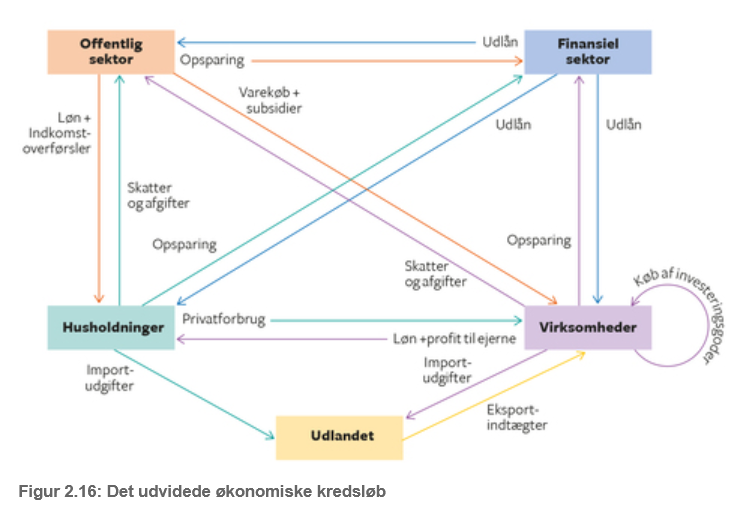 Offentlig
sektor
Udlån
Finansiel
sektor
Opsparing
Varekøb +
subsidier
Løn +
Indkomst-
overførsler
Udlån
Udlån
Skatter
og afgifter
Opsparing
Opsparing
Skatter
og afgifter
Køb af investeringsgoder
Husholdninger
Privatforbrug
Virksomheder
Løn +profit til ejerne
Import-
udgifter
Import-
udgifter
Eksport-
indtægter
Udlandet
Figur 2.16: Det udvidede økonomiske kredsløb